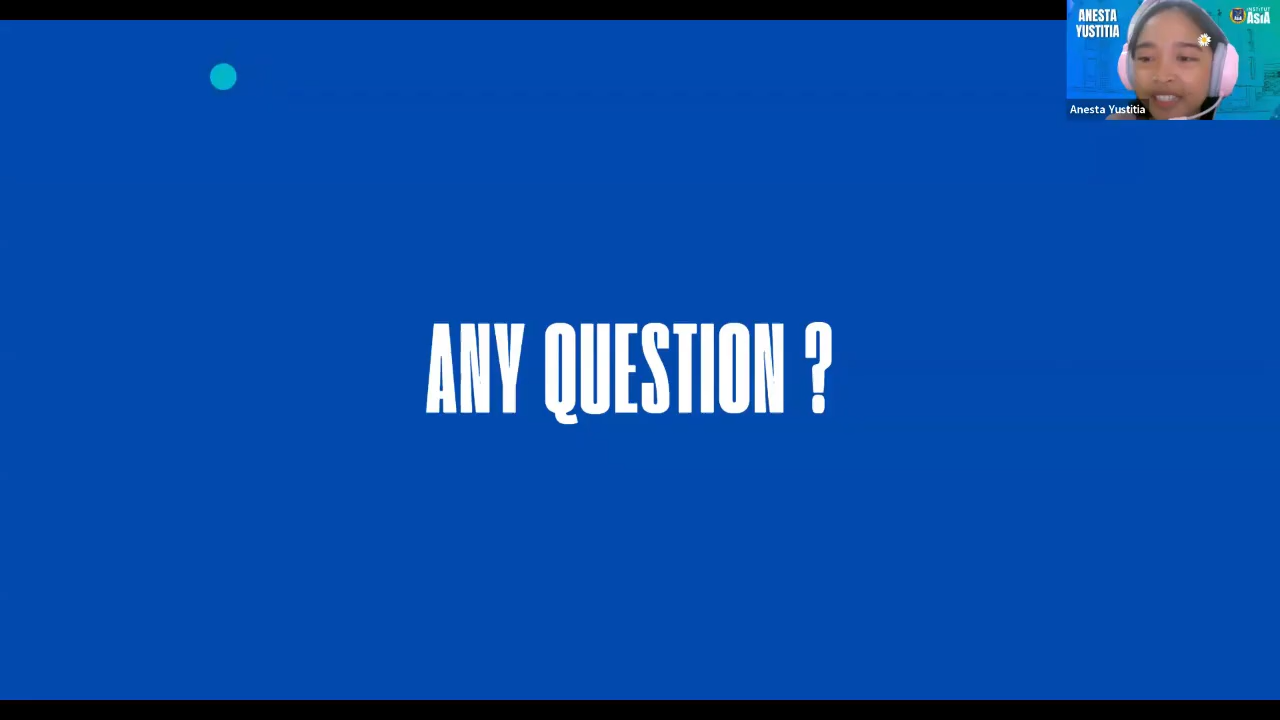 ANESTA
YUSTITIA
INSTITUT
ASIA
Anesta Yustitia
ANY QUESTION ?